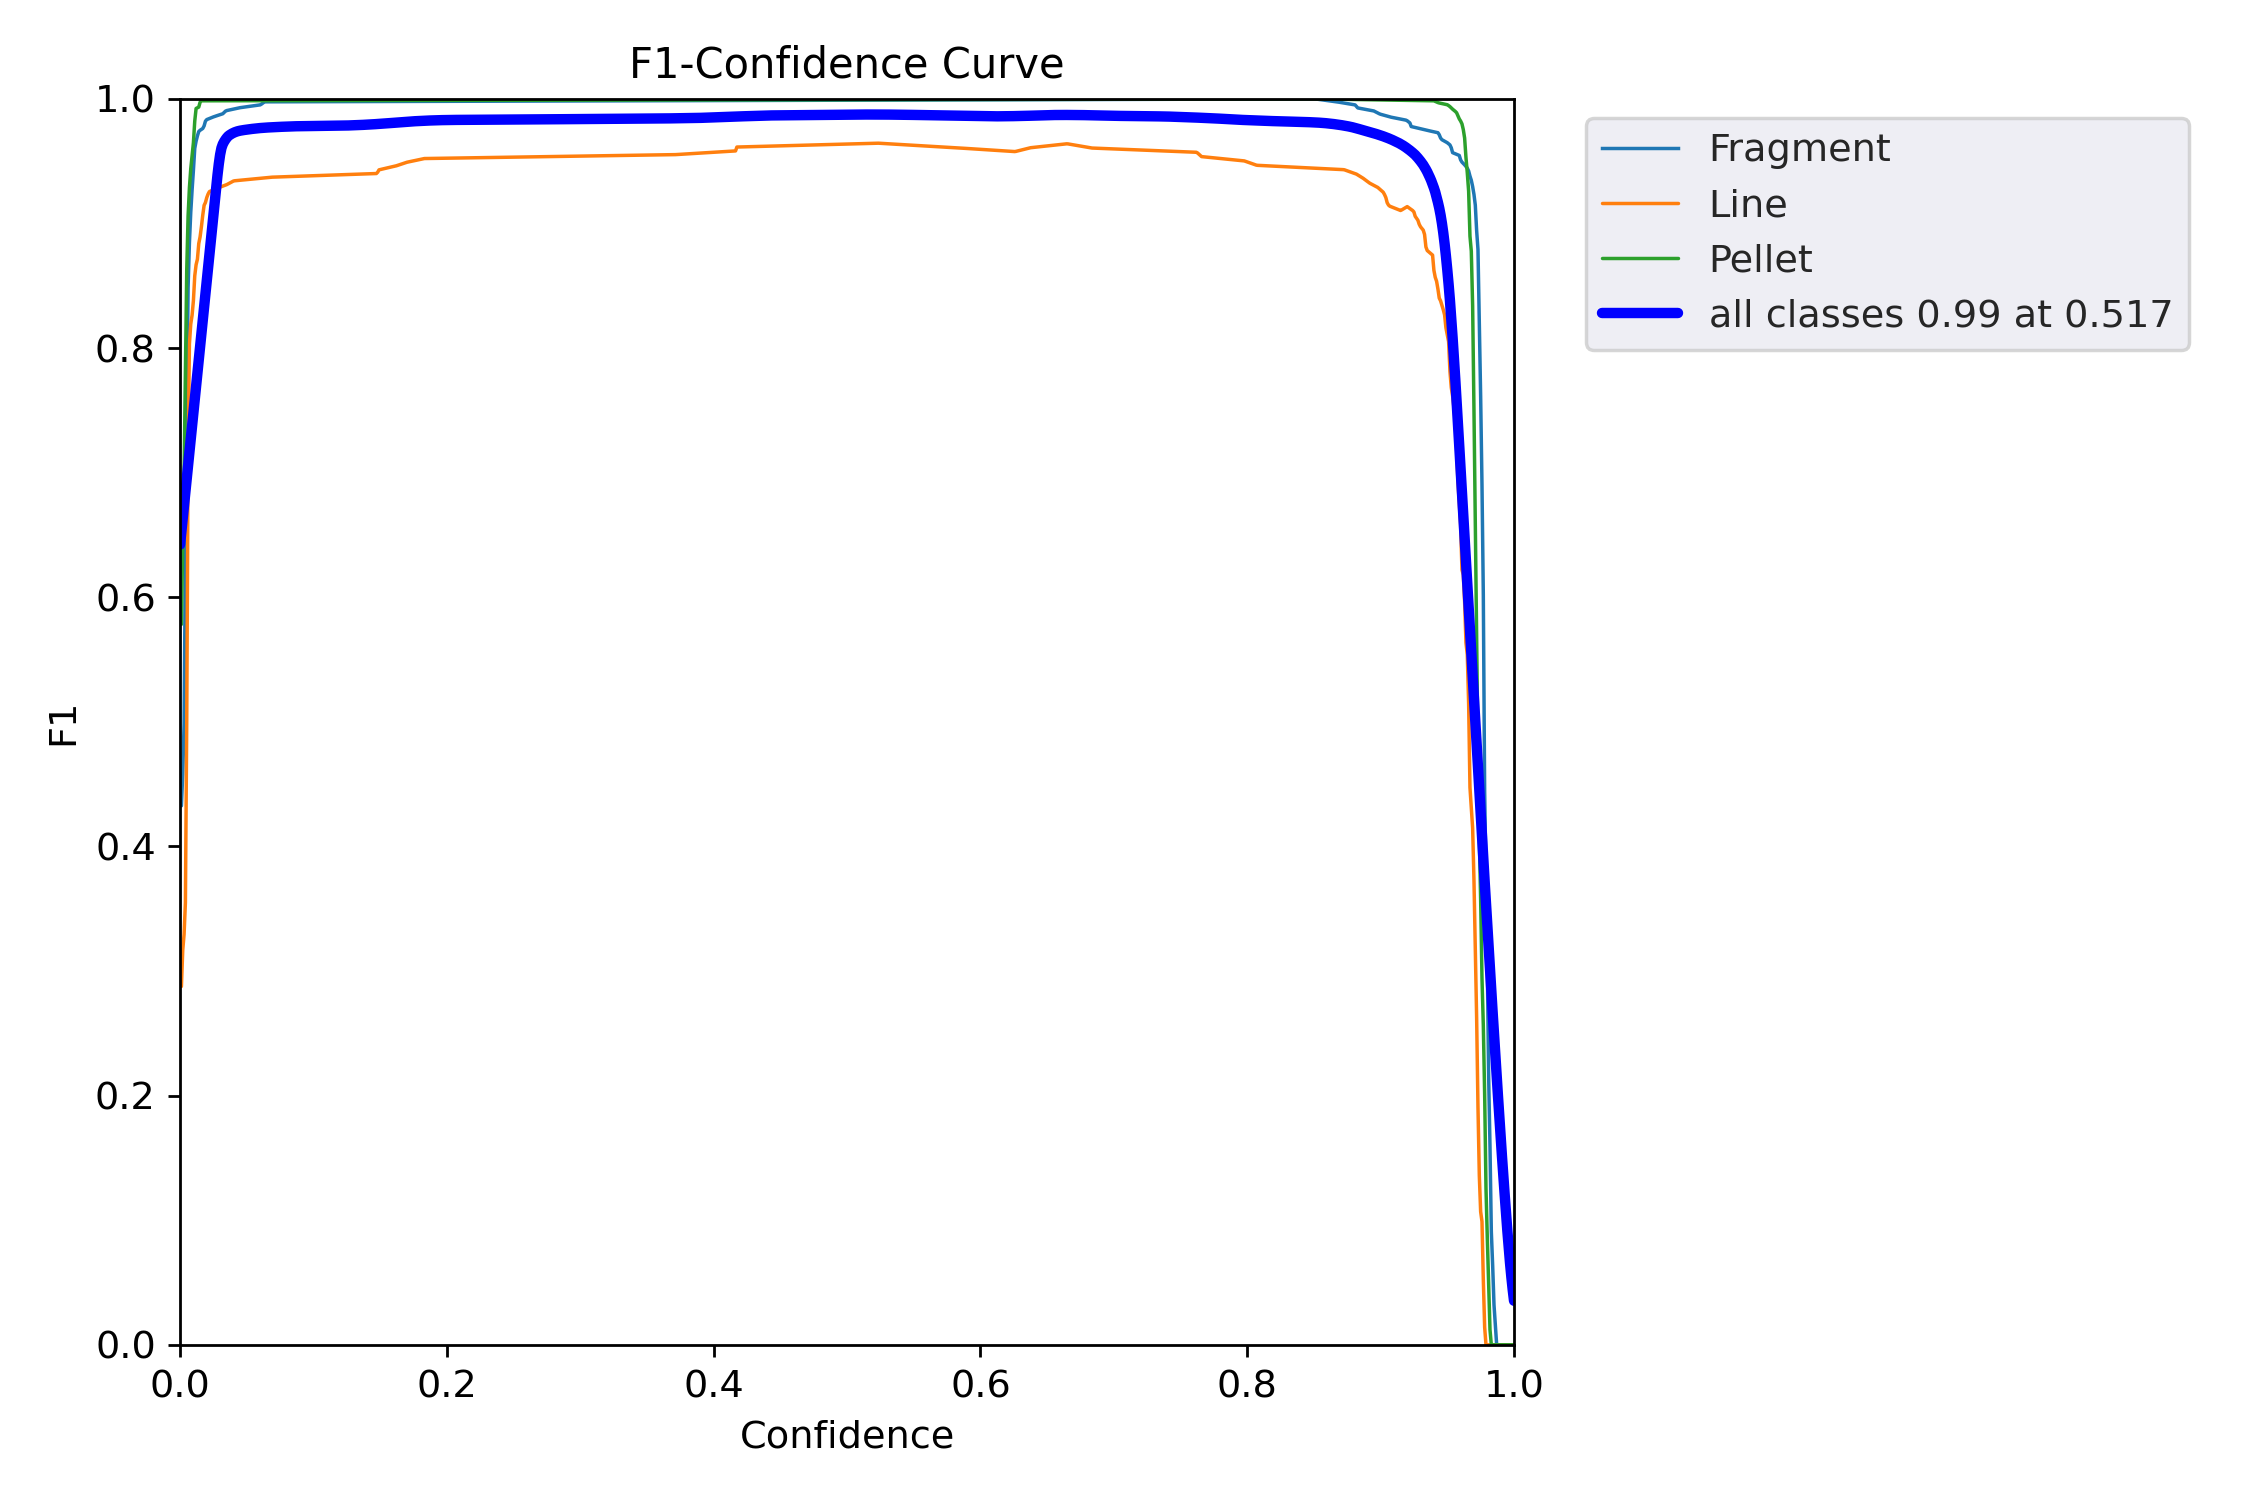 F1-Confidence Curve
1.0
0.8
0.6
0.4
0.2
0.0
F1
0.0 0.2 0.4 0.6 0.8 1.0
Confidence
Fragment
Line
Pellet
all classes 0.99 at 0.517